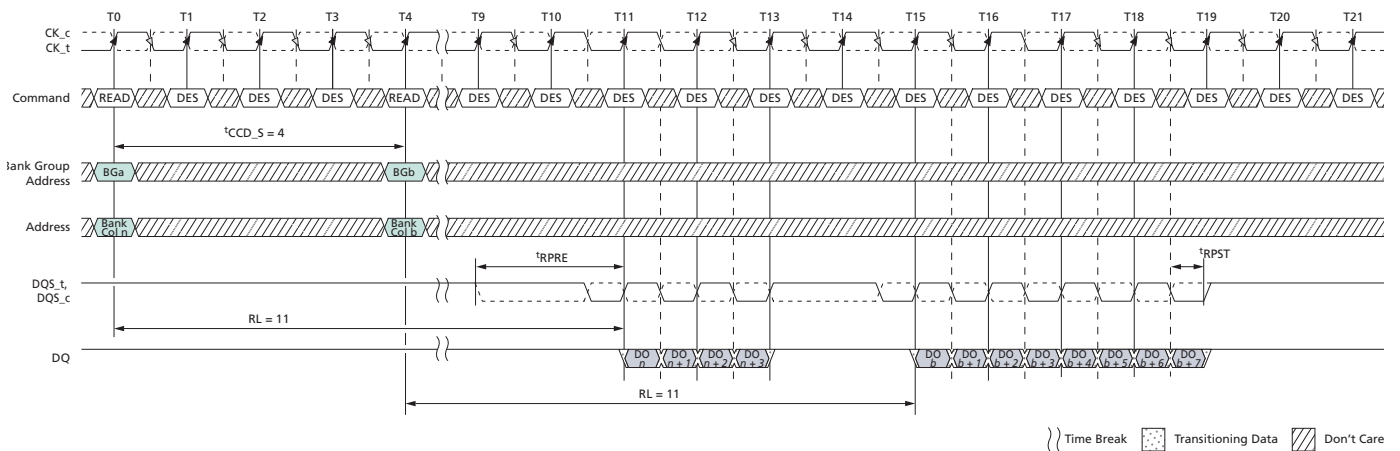 T0 T1 T2 T3 T4 T9 T10 T11 T12 T13 T14 T15 T16 T17 T18 T19 T20 T21
CK_c
CK_t
Command READ DES DES DES READ DES DES DES DES DES DES DES DES DES DES DES DES DES
tCCD_S = 4
Bank Group
Address
BGa BGb
Address
Bank
Col n
Bank
Col b
tRPRE tRPST
DQS_t,
DQS_c
RL = 11
DQ
DO
n
DO
n + 1
DO
n + 2
DO
n + 3
DO
b
DO
b + 1
DO
b + 2
DO
b + 3
DO
b + 4
DO
b + 5
DO
b + 6
DO
b + 7
RL = 11
Time Break Transitioning Data Don't Care